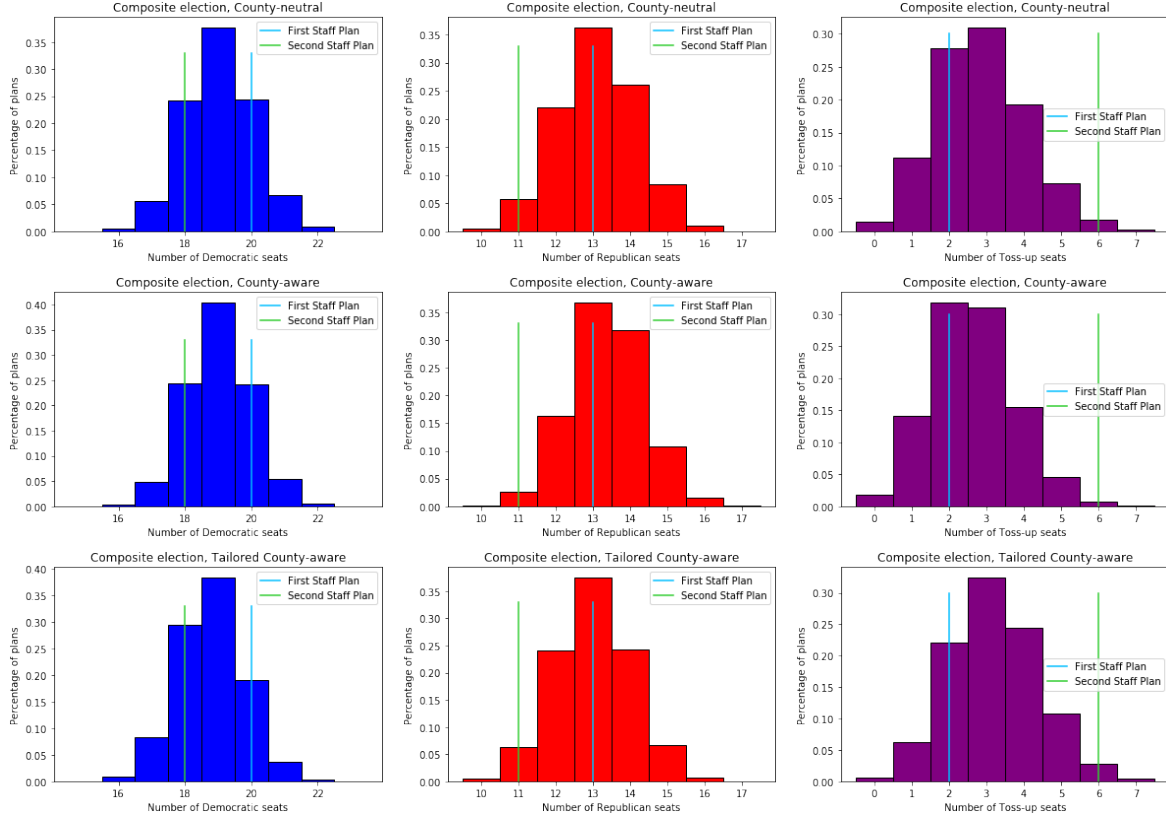 Composite election, County-neutral
Percentage of plans
0.35
0.30
0.25
0.20
0.15
0.10
0.05
0.00
First Staff Plan
Second Staff Plan
16 18 20 22
Number of Democratic seats
Composite election, County-neutral
Percentage of plans
0.35
0.30
0.25
0.20
0.15
0.10
0.05
0.00
First Staff Plan
Second Staff Plan
10 11 12 13 14 15 16 17
Number of Republican seats
Composite election, County-neutral
Percentage of plans
0.30
0.25
0.20
0.15
0.10
0.05
0.00
First Staff Plan
Second Staff Plan
0 1 2 3 4 5 6 7
Number of Toss-up seats
Composite election, County-aware
Percentage of plans
0.40
0.35
0.30
0.25
0.20
0.15
0.10
0.05
0.00
First Staff Plan
Second Staff Plan
16 18 20 22
Number of Democratic seats
Composite election, County-aware
Percentage of plans
0.35
0.30
0.25
0.20
0.15
0.10
0.05
0.00
First Staff Plan
Second Staff Plan
10 11 12 13 14 15 16 17
Number of Republican seats
Composite election, County-aware
Percentage of plans
0.30
0.25
0.20
0.15
0.10
0.05
0.00
First Staff Plan
Second Staff Plan
0 1 2 3 4 5 6 7
Number of Toss-up seats
Composite election, Tailored County-aware
Percentage of plans
0.40
0.35
0.30
0.25
0.20
0.15
0.10
0.05
0.00
First Staff Plan
Second Staff Plan
16 18 20 22
Number of Democratic seats
Composite election, Tailored County-aware
Percentage of plans
0.35
0.30
0.25
0.20
0.15
0.10
0.05
0.00
First Staff Plan
Second Staff Plan
10 11 12 13 14 15 16 17
Number of Republican seats
Composite election, Tailored County-aware
Percentage of plans
0.30
0.25
0.20
0.15
0.10
0.05
0.00
First Staff Plan
Second Staff Plan
0 1 2 3 4 5 6 7
Number of Toss-up seats